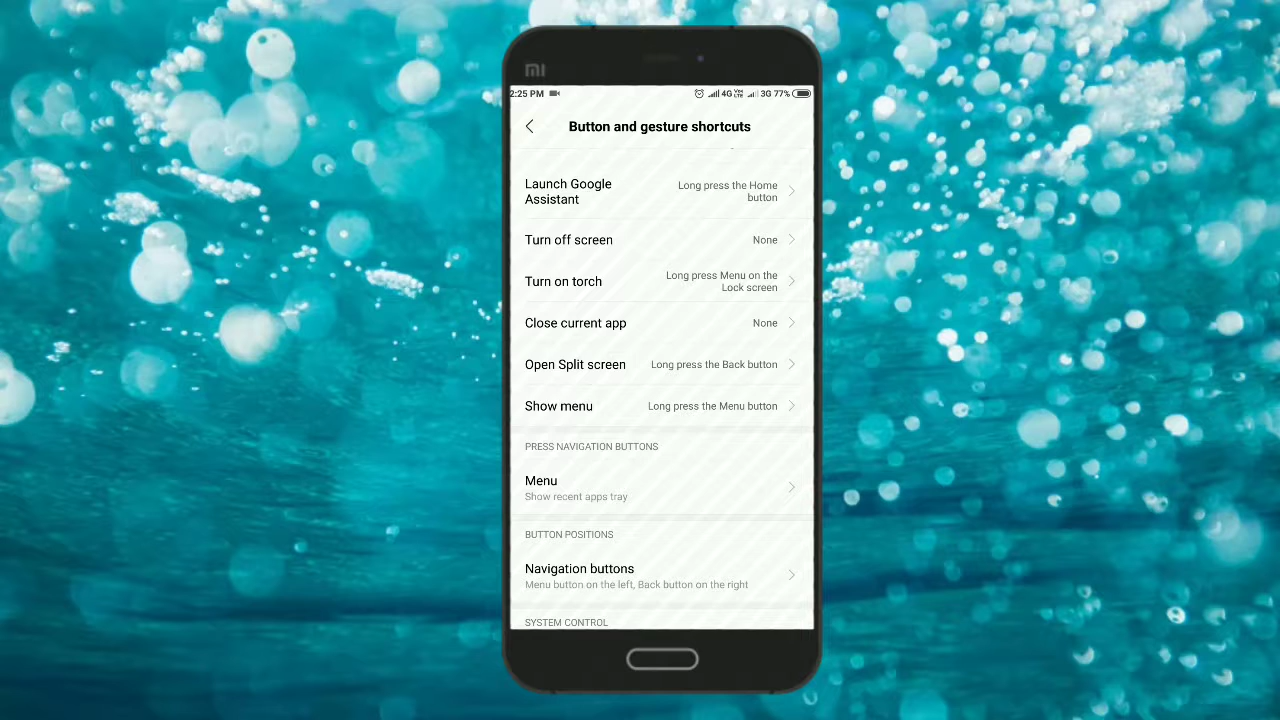 mi
2:25 PM
4G VoLTE 3G 77%
Button and gesture shortcuts
Launch Google
Assistant
Long press the Home
button
Turn off screen
None
Turn on torch
Long press Menu on the
Lock screen
Close current app
None
Open Split screen
Long press the Back button
Show menu
Long press the Menu button
PRESS NAVIGATION BUTTONS
Menu
Show recent apps tray
BUTTON POSITIONS
Navigation buttons
Menu button on the left, Back button on the right
SYSTEM CONTROL